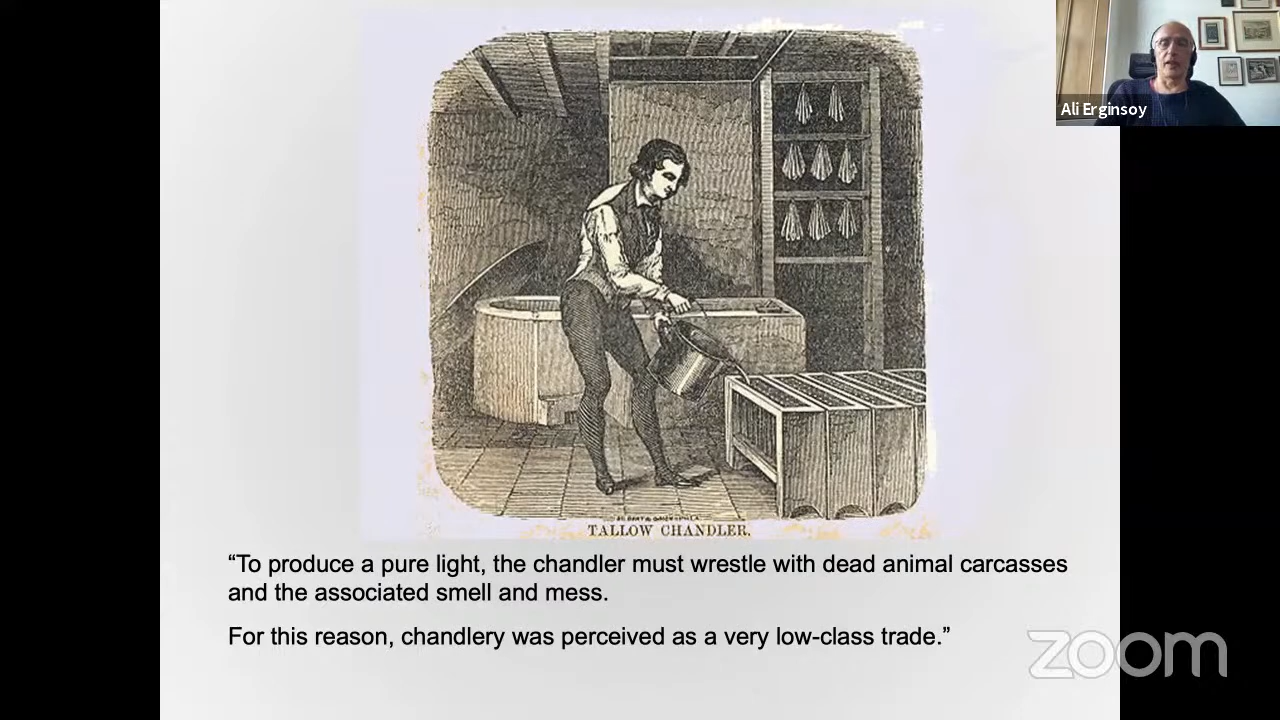 Ali Erginsoy
TALLOW CHANDLER.
“To produce a pure light, the chandler must wrestle with dead animal carcasses
and the associated smell and mess.
For this reason, chandlery was perceived as a very low-class trade.”
zoom